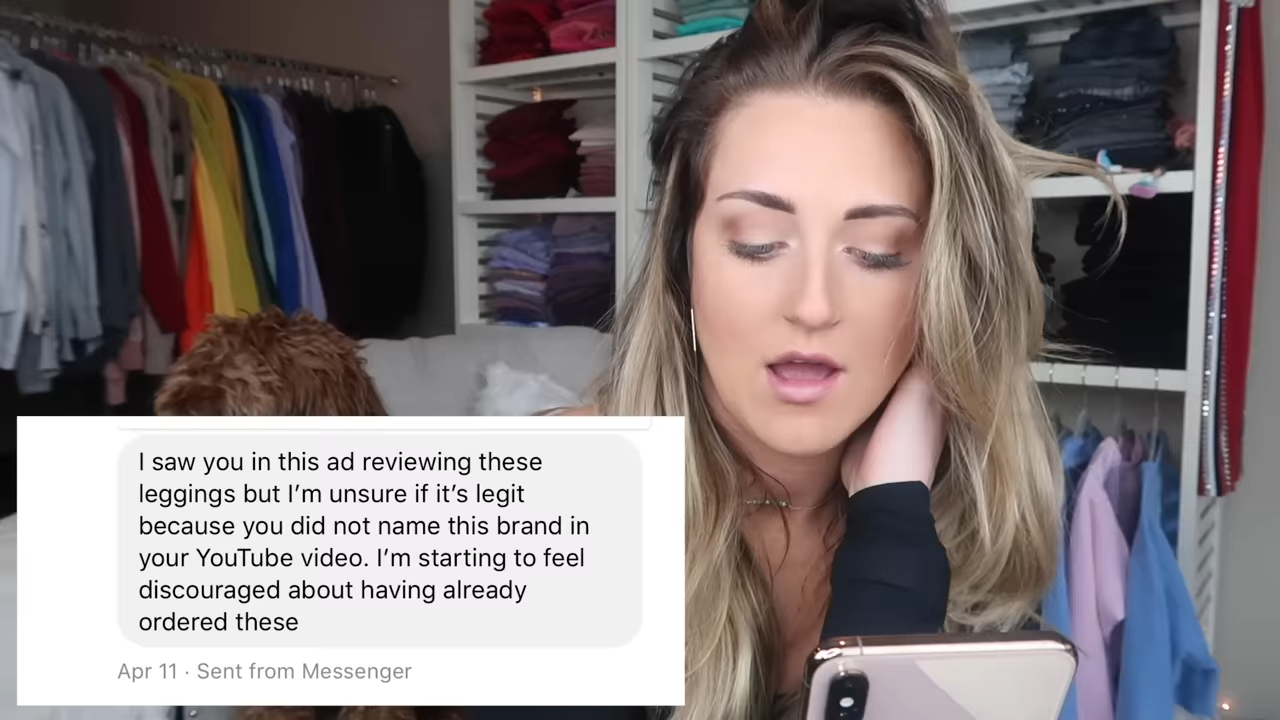 I saw you in this ad reviewing these
leggings but I’m unsure if it’s legit
because you did not name this brand in
your YouTube video. I’m starting to feel
discouraged about having already
ordered these
Apr 11 · Sent from Messenger